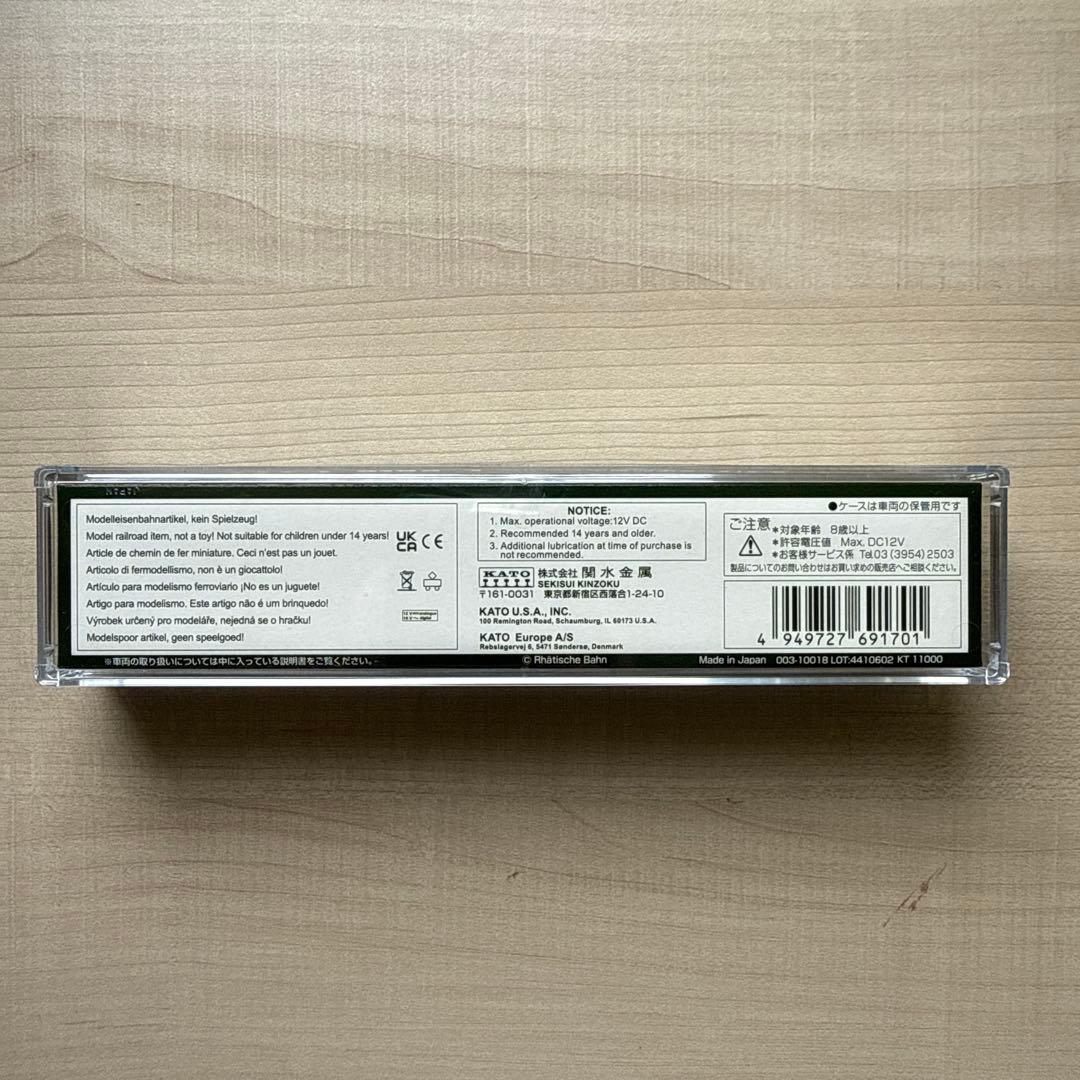 Modelleisenbahnartikel, kein Spielzeug!
Model railroad item, not a toy! Not suitable for children under 14 years!
Article de chemin de fer miniature. Ceci n'est pas un jouet.
Articolo di fermodellismo, non è un giocattolo!
Artículo para modelismo ferroviario ¡No es un juguete!
Artigo para modelismo. Este artigo não é um brinquedo!
Výrobek určený pro modeláře, nejedná se o hračku!
Modelspoor artikel, geen speelgoed!
UK
CA CE
※車両の取り扱いについては中に入っている説明書をご覧ください。
NOTICE:
1. Max. operational voltage:12V DC
2. Recommended 14 years and older.
3. Additional lubrication at time of purchase is
not recommended.
KATO 株式会社 関水金属
SEKISUI KINZOKU
〒161-0031 東京都新宿区西落合1-24-10
KATO U.S.A., INC.
100 Remington Road, Schaumburg, IL 60173 U.S.A.
KATO Europe A/S
Rebslagervej 6, 5471 Søndersø, Denmark
© Rhätische Bahn
●ケースは車両の保管用です
ご注意
*対象年齢 8歳以上
*許容電圧値 Max. DC12V
*お客様サービス係 Tel.03(3954)2503
製品についてのお問い合わせはお買い求めの販売店へご相談ください。
4 949727 691701
Made in Japan 003-10018 LOT:4410602 KT 11000